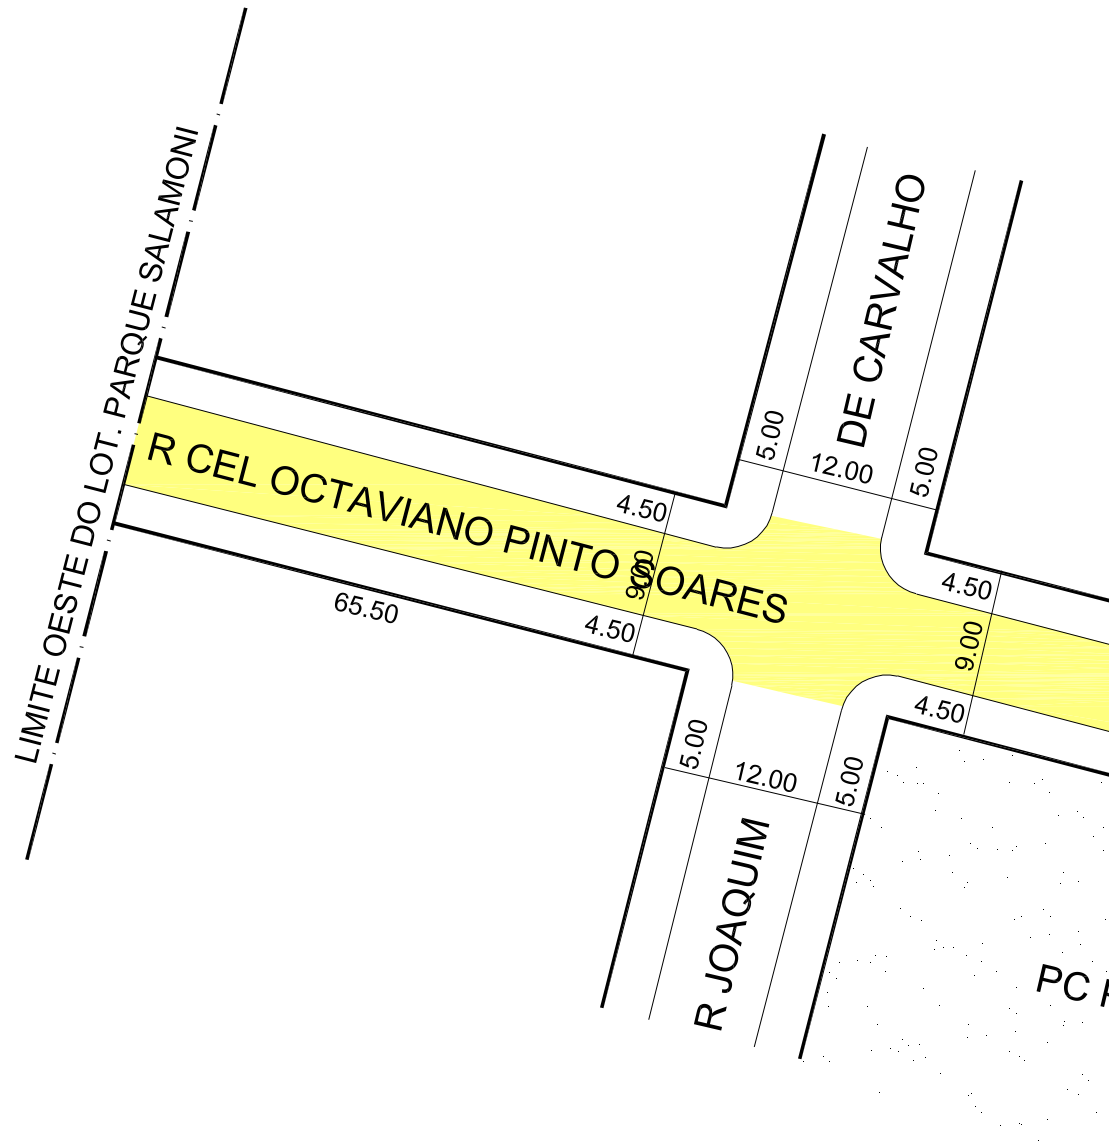 LIMITE OESTE DO LOT. PARQUE SALAMONI
DE CARVALHO
5.00
12.00
5.00
R CEL OCTAVIANO PINTO SOARES
4.50
9.00
4.50
65.50
4.50
9.00
4.50
5.00
12.00
5.00
R JOAQUIM
PC